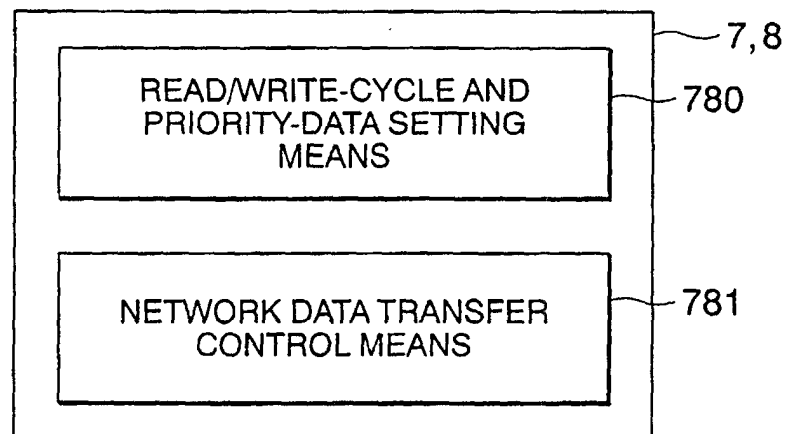 7, 8
READ/WRITE-CYCLE AND
PRIORITY-DATA SETTING
MEANS
780
NETWORK DATA TRANSFER
CONTROL MEANS
781